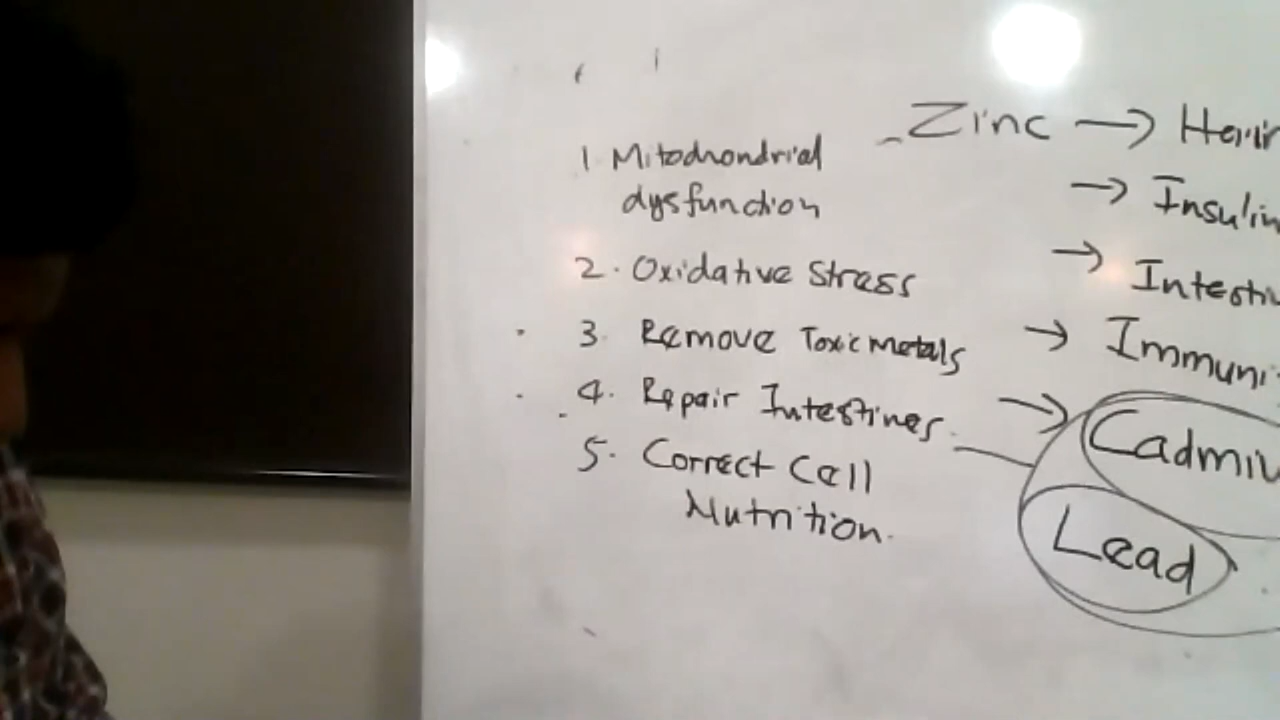 1. Mitochondrial
dysfunction
2. Oxidative Stress
3. Remove Toxic Metals
4. Repair Intestines.
5. Correct Cell
Nutrition.
Zinc →
→ Insulin
→
→
→
Lead